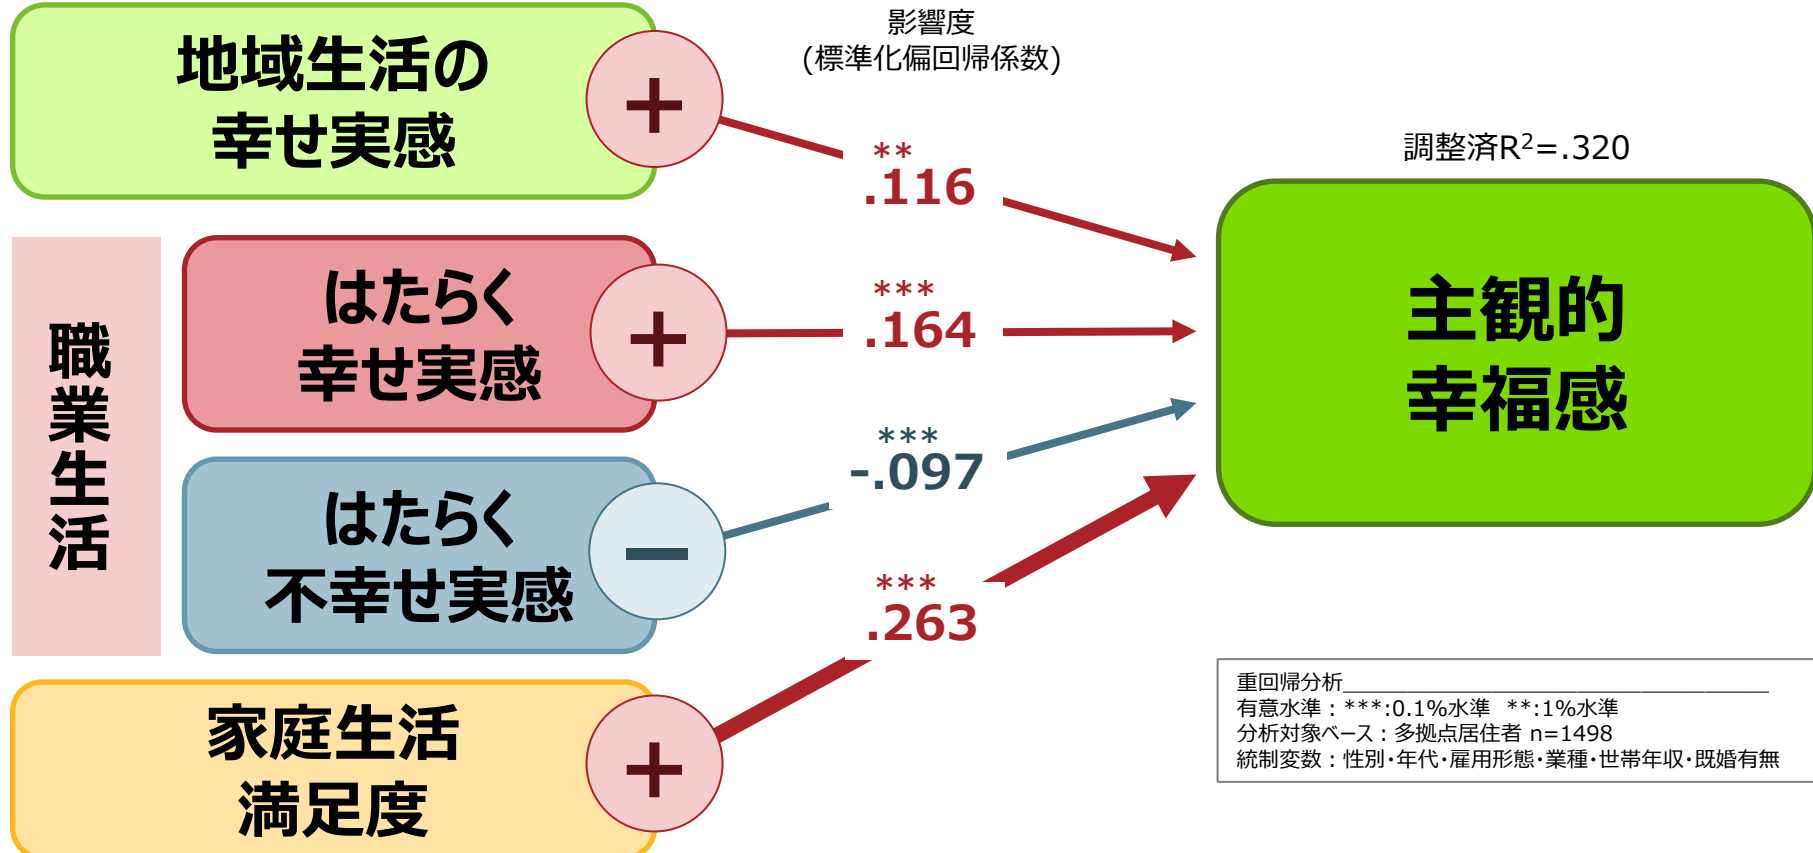 地域生活の
幸せ実感
+
影響度
(標準化偏回帰係数)
**
.116
調整済R²=.320
職業生活
はたらく
幸せ実感
+
***
.164
主観的
幸福感
はたらく
不幸せ実感
−
***
-.097
家庭生活
満足度
+
***
.263
重回帰分析
有意水準：***:0.1%水準 **:1%水準
分析対象ベース：多拠点居住者 n=1498
統制変数：性別・年代・雇用形態・業種・世帯年収・既婚有無